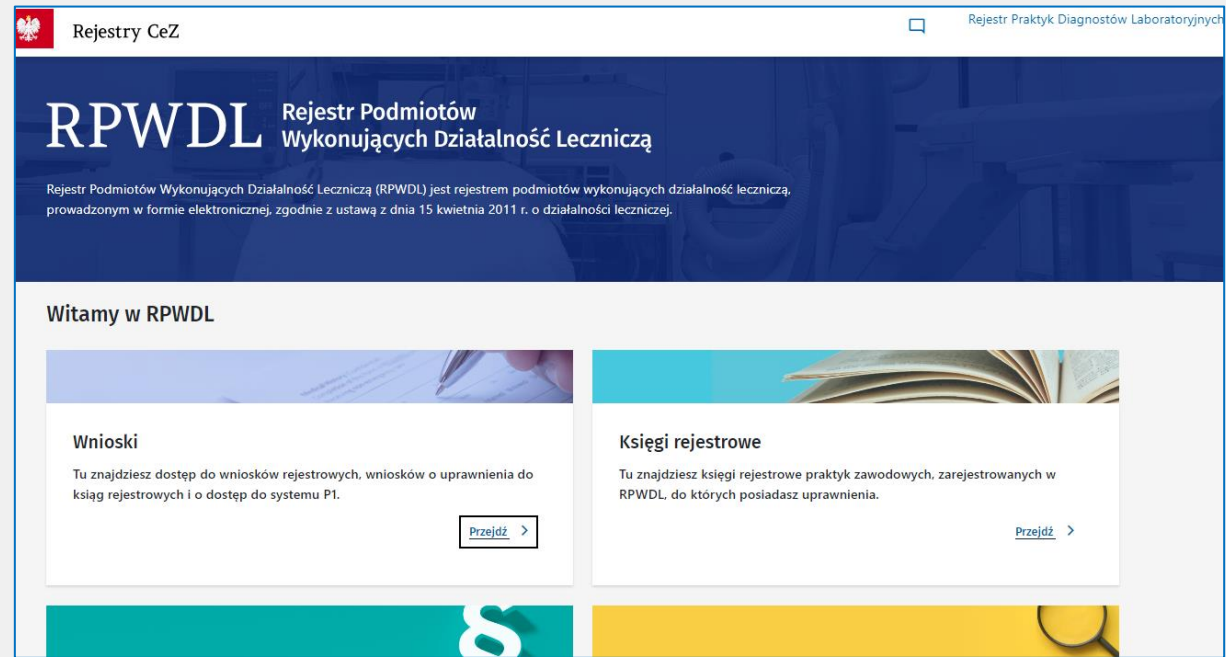 Rejestry CeZ
Rejestr Praktyk Diagnostów Laboratoryjnych
RPWDL
Rejestr Podmiotów
Wykonujących Działalność Leczniczą
Rejestr Podmiotów Wykonujących Działalność Leczniczą (RPWDL) jest rejestrem podmiotów wykonujących działalność leczniczą,
prowadzonym w formie elektronicznej, zgodnie z ustawą z dnia 15 kwietnia 2011 r. o działalności leczniczej.
Witamy w RPWDL
Wnioski
Tu znajdziesz dostęp do wniosków rejestrowych, wniosków o uprawnienia do
ksiąg rejestrowych i o dostęp do systemu P1.
Przejdź
Księgi rejestrowe
Tu znajdziesz księgi rejestrowe praktyk zawodowych, zarejestrowanych w
RPWDL, do których posiadasz uprawnienia.
Przejdź